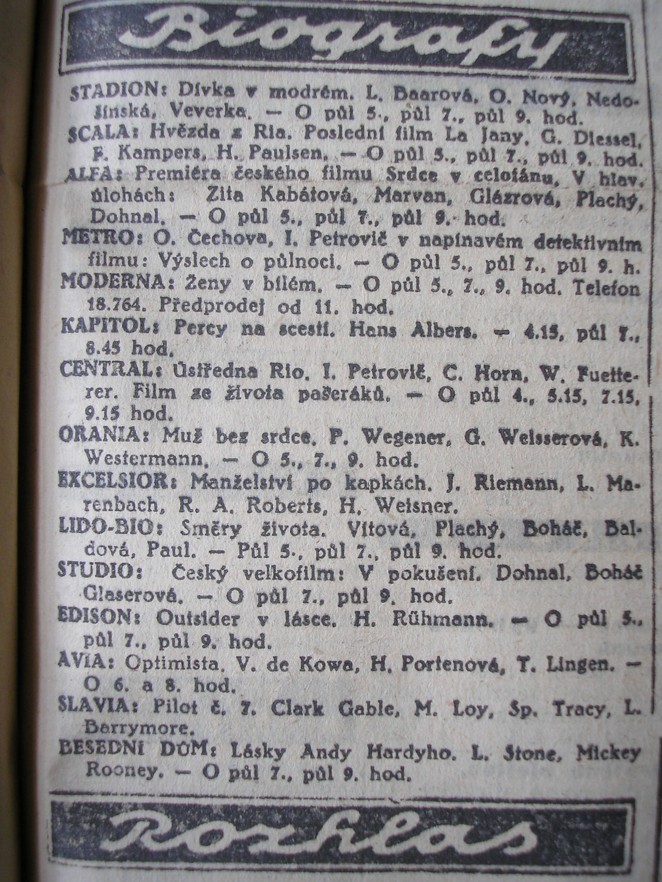 Biografy
STADION: Dívka v modrém. L. Baarová, O. Nový, Nedo-
šínská, Veverka. — O půl 5., půl 7., půl 9. hod.
SCALA: Hvězda z Ria. Poslední film La Jany. G. Diessel,
F. Kampers, H. Paulsen. — O půl 5., půl 7., půl 9. hod.
ALFA: Premiéra českého filmu Srdce v celofánu. V hlav.
úlohách: Zita Kabátová, Marvan, Glázrová, Plachý,
Dohnal. — O půl 5., půl 7., půl 9. hod.
METRO: O. Čechova, I. Petrovič v napínavém detektivním
filmu: Výslech o půlnoci. — O půl 5., půl 7., půl 9. h.
MODERNA: Ženy v bílém. — O půl 5., 7., 9. hod. Telefon
18.764. Předprodej od 11. hod.
KAPITOL: Percy na scestí. Hans Albers. — 4.15, půl 7.,
8.45 hod.
CENTRAL: Ústředna Rio. I. Petrovič, C. Horn, W. Fuette-
rer. Film ze života pašeráků. — O půl 4., 5.15, 7.15,
9.15 hod.
ORANIA: Muž bez srdce. P. Wegener, G. Weisserová, K.
Westermann. — O 5., 7., 9. hod.
EXCELSIOR: Manželství po kapkách. J. Riemann, L. Ma-
renbach, R. A. Roberts, H. Weisner.
LIDO-BIO: Směry života. Vítová, Plachý, Boháč, Bal-
dová, Paul. — Půl 5., půl 7., půl 9. hod.
STUDIO: Český velkofilm: V pokušení. Dohnal, Boháč
Glaserová. — O půl 7., půl 9. hod.
EDISON: Outsider v lásce. H. Rühmann. — O půl 5.,
půl 7., půl 9. hod.
AVIA: Optimista. V. de Kowa, H. Portenová, T. Lingen. —
O 6. a 8. hod.
SLAVIA: Pilot č. 7. Clark Gable, M. Loy, Sp. Tracy, L.
Barrymore.
BESEDNÍ DŮM: Lásky Andy Hardyho. L. Stone, Mickey
Rooney. — O půl 7., půl 9. hod.
Rozhlas